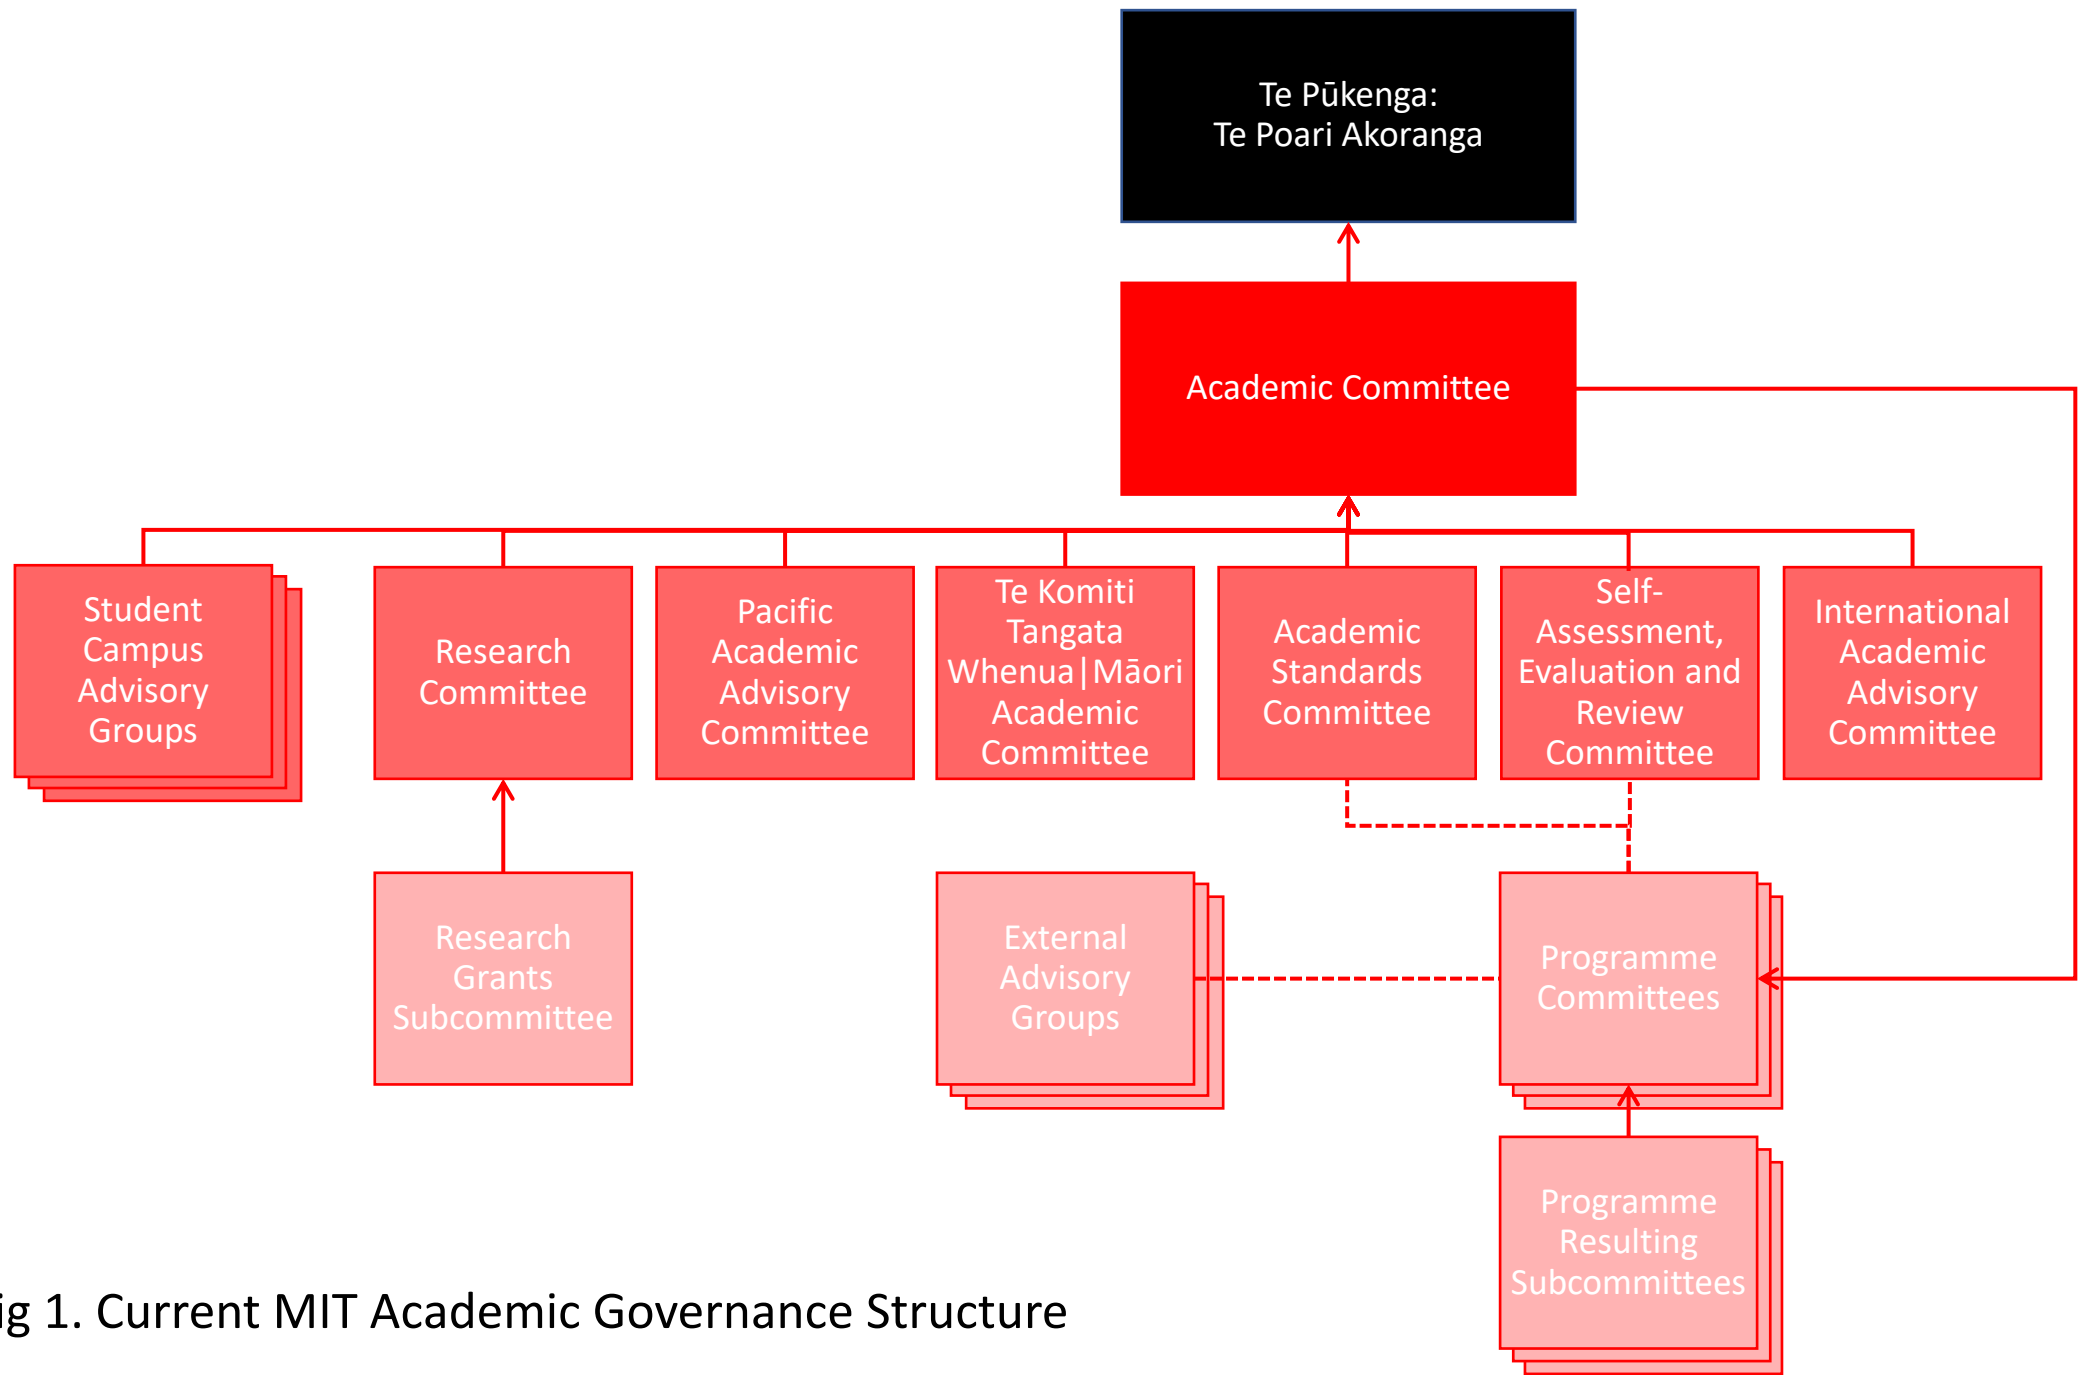 Te Pūkenga:
Te Poari Akoranga
Academic Committee
Student
Campus
Advisory
Groups
Research
Committee
Pacific
Academic
Advisory
Committee
Te Komiti
Tangata
Whenua|Māori
Academic
Committee
Academic
Standards
Committee
Self-
Assessment,
Evaluation and
Review
Committee
International
Academic
Advisory
Committee
Research
Grants
Subcommittee
External
Advisory
Groups
Programme
Committees
Programme
Resulting
Subcommittees
ig 1. Current MIT Academic Governance Structure